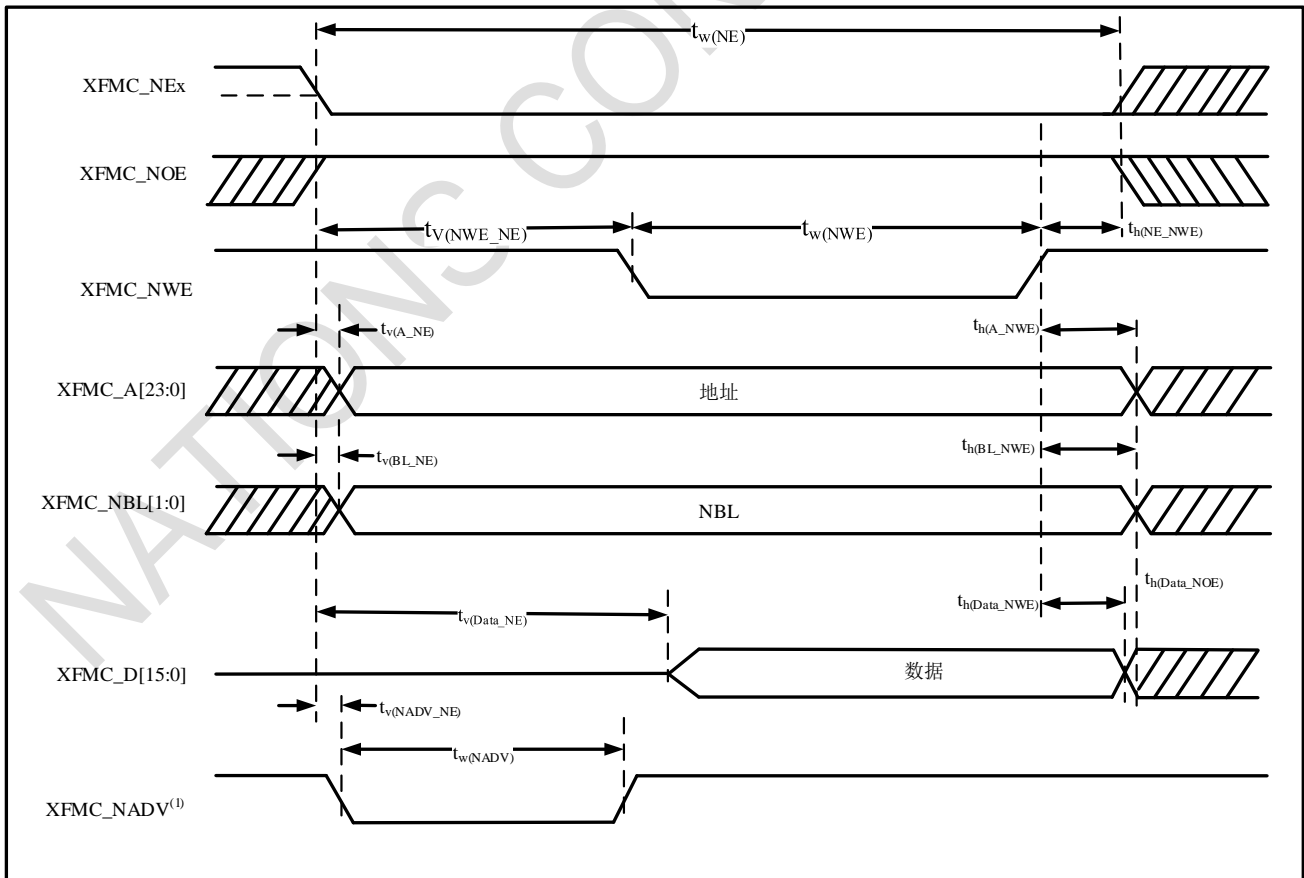 tw(NE)
XFMC_NEx
XFMC_NOE
tV(NWE_NE)
tw(NWE)
th(NE_NWE)
XFMC_NWE
tv(A_NE)
th(A_NWE)
XFMC_A[23:0]
地址
tv(BL_NE)
th(BL_NWE)
XFMC_NBL[1:0]
NBL
th(Data_NOE)
tv(Data_NE)
th(Data_NWE)
XFMC_D[15:0]
数据
tv(NADV_NE)
tw(NADV)
XFMC_NADV(1)
NATIONS CON